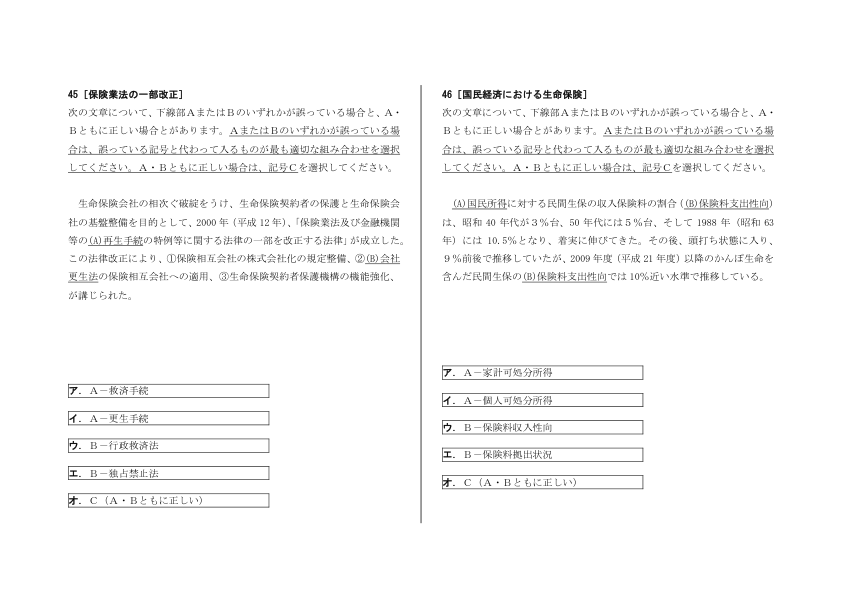 45［保険業法の一部改正］
次の文章について、下線部ＡまたはＢのいずれかが誤っている場合と、Ａ・
Ｂともに正しい場合とがあります。ＡまたはＢのいずれかが誤っている場
合は、誤っている記号と代わって入るものが最も適切な組み合わせを選択
してください。Ａ・Ｂともに正しい場合は、記号Ｃを選択してください。
生命保険会社の相次ぐ破綻をうけ、生命保険契約者の保護と生命保険会
社の基盤整備を目的として、2000 年（平成 12 年）、「保険業法及び金融機関
等の(A)再生手続の特例等に関する法律の一部を改正する法律」が成立した。
この法律改正により、①保険相互会社の株式会社化の規定整備、②(B)会社
更生法の保険相互会社への適用、③生命保険契約者保護機構の機能強化、
が講じられた。
ア．Ａ－救済手続
イ．Ａ－更生手続
ウ．Ｂ－行政救済法
エ．Ｂ－独占禁止法
オ．Ｃ（Ａ・Ｂともに正しい）
46［国民経済における生命保険］
次の文章について、下線部ＡまたはＢのいずれかが誤っている場合と、Ａ・
Ｂともに正しい場合とがあります。ＡまたはＢのいずれかが誤っている場
合は、誤っている記号と代わって入るものが最も適切な組み合わせを選択
してください。Ａ・Ｂともに正しい場合は、記号Ｃを選択してください。
(A)国民所得に対する民間生保の収入保険料の割合（(B)保険料支出性向）
は、昭和 40 年代が３％台、50 年代には５％台、そして 1988 年（昭和 63
年）には 10.5％となり、着実に伸びてきた。その後、頭打ち状態に入り、
９％前後で推移していたが、2009 年度（平成 21 年度）以降のかんぽ生命を
含んだ民間生保の(B)保険料支出性向では 10％近い水準で推移している。
ア．Ａ－家計可処分所得
イ．Ａ－個人可処分所得
ウ．Ｂ－保険料収入性向
エ．Ｂ－保険料拠出状況
オ．Ｃ（Ａ・Ｂともに正しい）